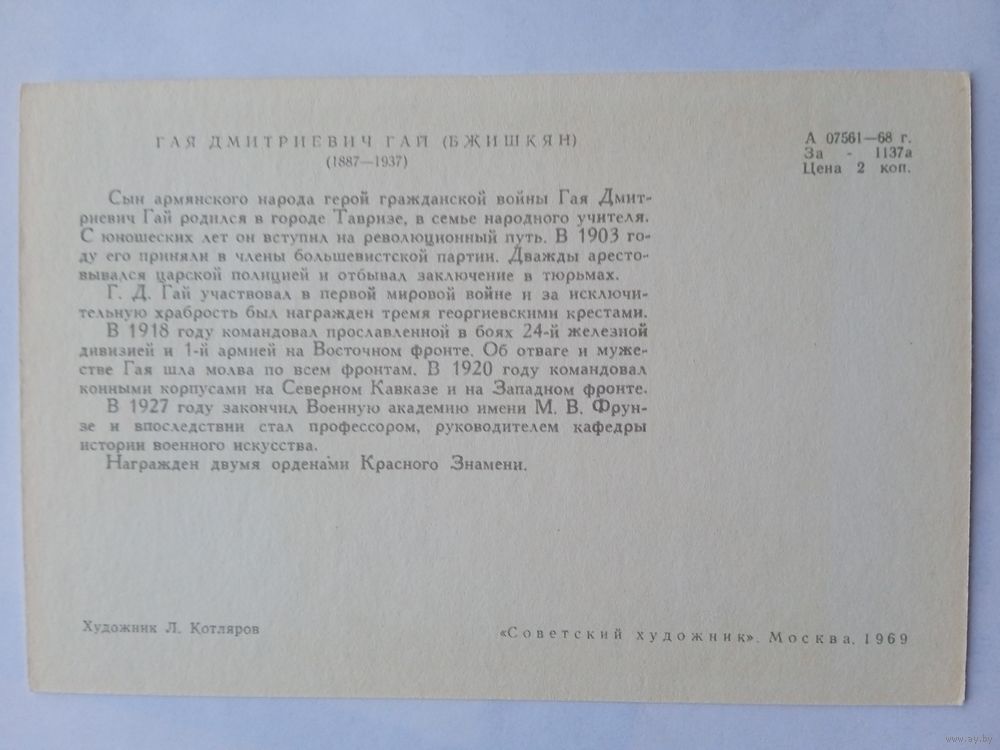 ГАЯ ДМИТРИЕВИЧ ГАЙ (БЖИШКЯН)
(1887—1937)
А 07561—68 г.
За - 1137а
Цена 2 коп.
Сын армянского народа герой гражданской войны Гая Дмит-
риевич Гай родился в городе Тавризе, в семье народного учителя.
С юношеских лет он вступил на революционный путь. В 1903 го-
ду его приняли в члены большевистской партии. Дважды аресто-
вывался царской полицией и отбывал заключение в тюрьмах.
Г. Д. Гай участвовал в первой мировой войне и за исключи-
тельную храбрость был награжден тремя георгиевскими крестами.
В 1918 году командовал прославленной в боях 24-й железной
дивизией и 1-й армией на Восточном фронте. Об отваге и муже-
стве Гая шла молва по всем фронтам. В 1920 году командовал
конными корпусами на Северном Кавказе и на Западном фронте.
В 1927 году закончил Военную академию имени М. В. Фрун-
зе и впоследствии стал профессором, руководителем кафедры
истории военного искусства.
Награжден двумя орденами Красного Знамени.
Художник Л. Котляров
«Советский художник». Москва. 1969
www.ay.by